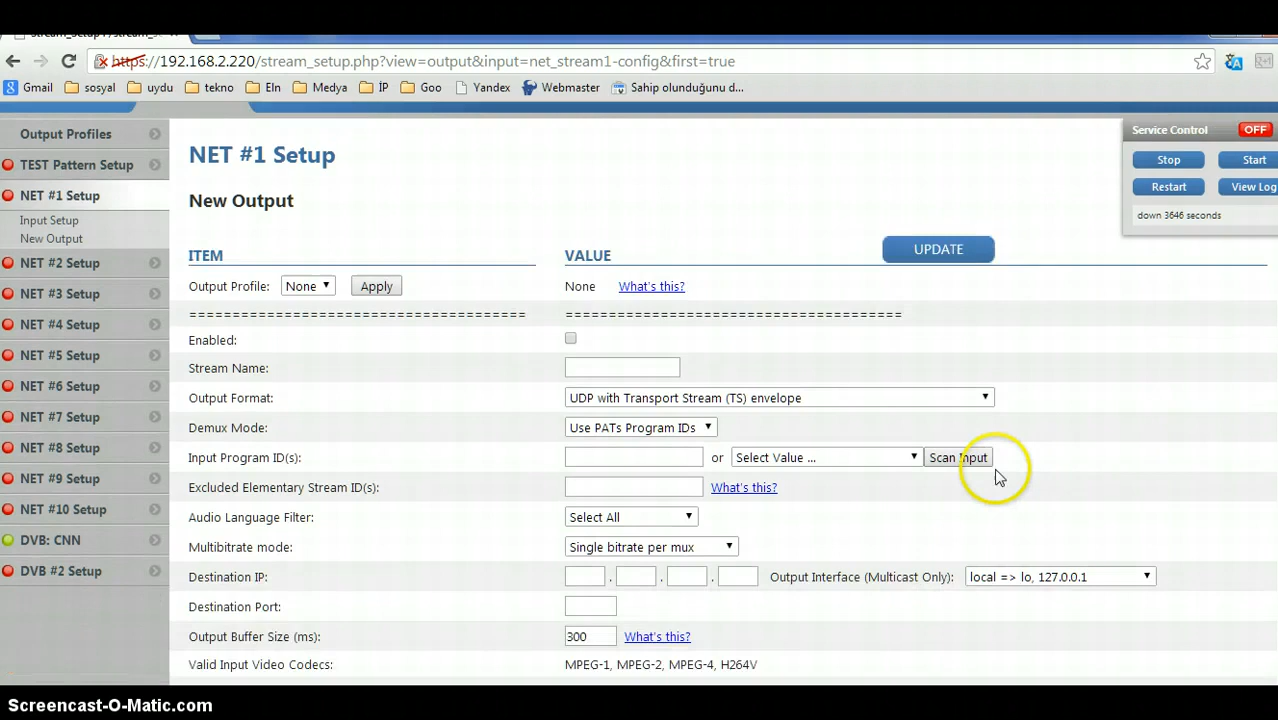 stream_setup
https://192.168.2.220/stream_setup.php?view=output&input=net_stream1-config&first=true
Gmail sosyal uydu tekno Eln Medya İP Goo Yandex Webmaster Sahip olunduğunu d...
Output Profiles
TEST Pattern Setup
NET #1 Setup
Input Setup
New Output
NET #2 Setup
NET #3 Setup
NET #4 Setup
NET #5 Setup
NET #6 Setup
NET #7 Setup
NET #8 Setup
NET #9 Setup
NET #10 Setup
DVB: CNN
DVB #2 Setup
NET #1 Setup
New Output
ITEM VALUE UPDATE
Output Profile: None Apply None What's this?
======================================= =======================================
Enabled:
Stream Name:
Output Format: UDP with Transport Stream (TS) envelope
Demux Mode: Use PATs Program IDs
Input Program ID(s): or Select Value ... Scan Input
Excluded Elementary Stream ID(s): What's this?
Audio Language Filter: Select All
Multibitrate mode: Single bitrate per mux
Destination IP: . . . Output Interface (Multicast Only): local => lo, 127.0.0.1
Destination Port:
Output Buffer Size (ms): 300 What's this?
Valid Input Video Codecs: MPEG-1, MPEG-2, MPEG-4, H264V
Service Control OFF
Stop Start
Restart View Log
down 3646 seconds
Screencast-O-Matic.com